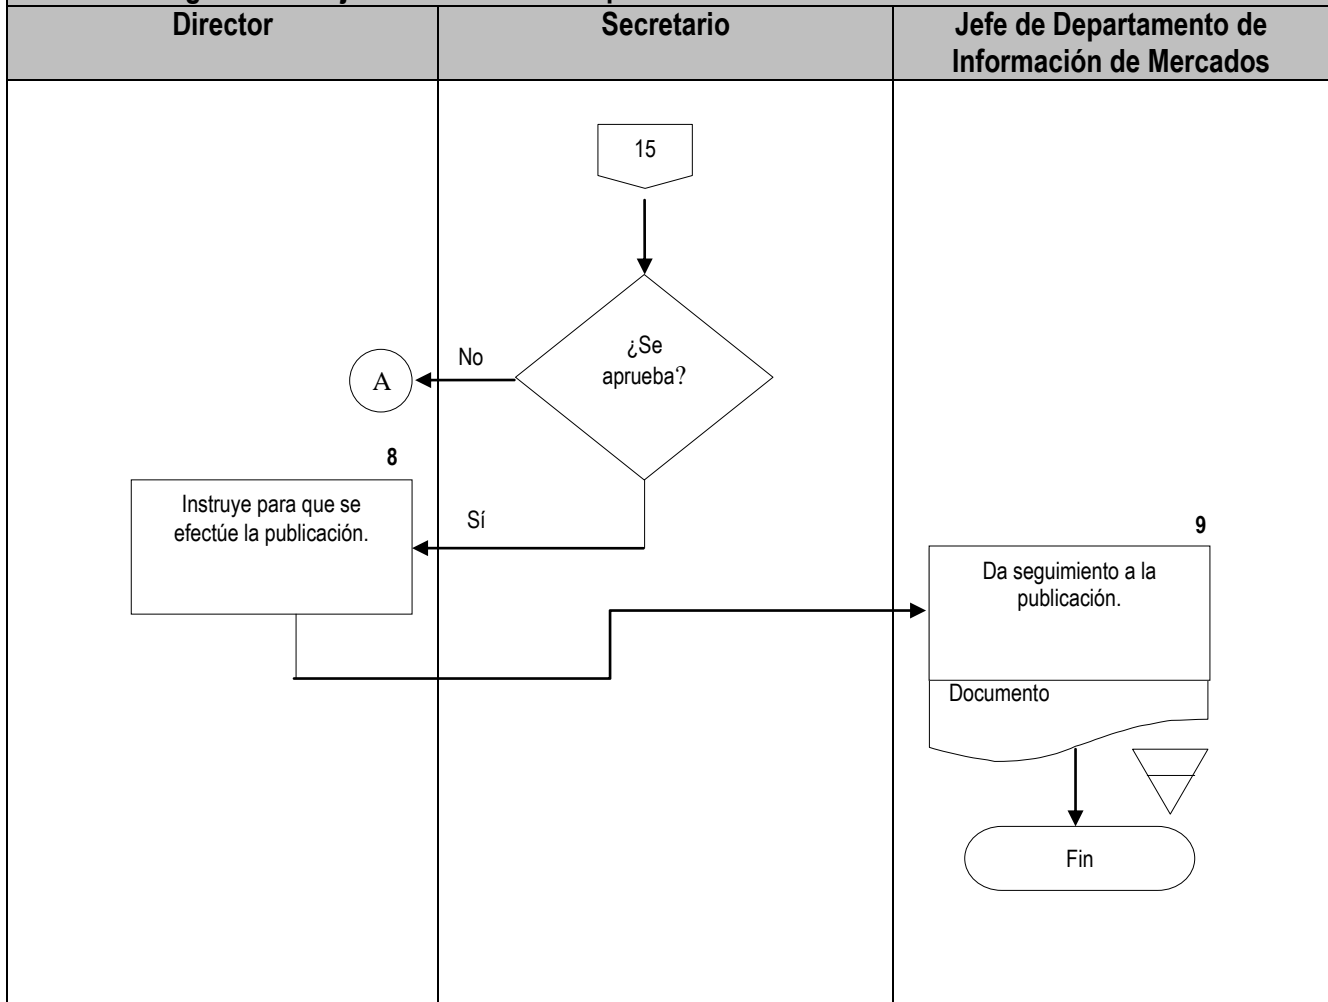 Director
Secretario
Jefe de Departamento de
Información de Mercados
15
¿Se
aprueba?
No
A
8
Instruye para que se
efectúe la publicación.
Sí
9
Da seguimiento a la
publicación.
Documento
Fin